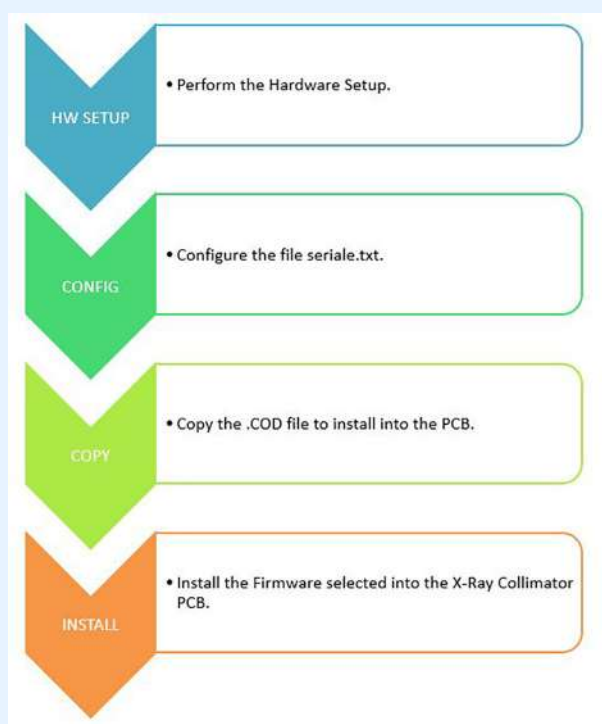 HW SETUP
• Perform the Hardware Setup.
CONFIG
• Configure the file seriale.txt.
COPY
• Copy the .COD file to install into the PCB.
INSTALL
• Install the Firmware selected into the X-Ray Collimator
PCB.